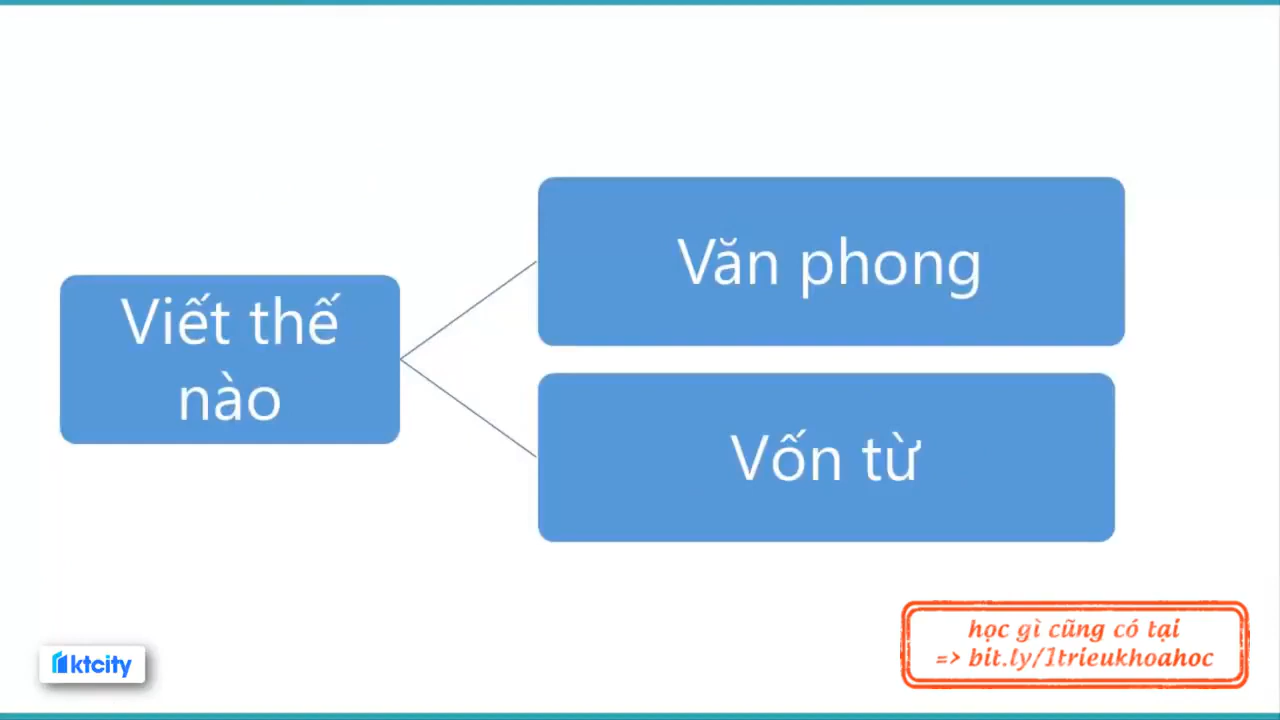 Viết thế
nào
Văn phong
Vốn từ
ktcity
học gì cũng có tại
=> bit.ly/1trieukhoahoc